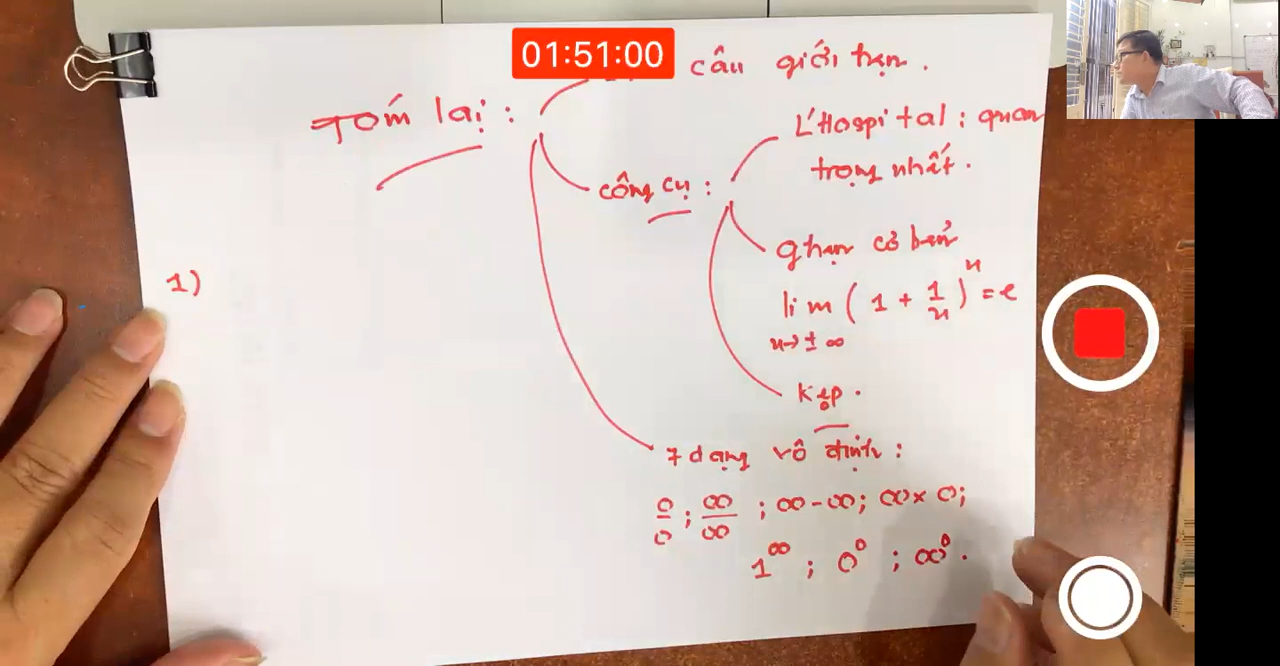 01:51:00
câu giới hạn.
Tóm lại:
L'Hospital: quan
trọng nhất.
công cụ:
ghạn cơ bản
1)
lim (1 + 1/n)^n = e
n→ ± ∞
kẹp.
7 dạng vô định:
0/0; ∞/∞; ∞-∞; ∞×0;
1^∞; 0^0; ∞^0.